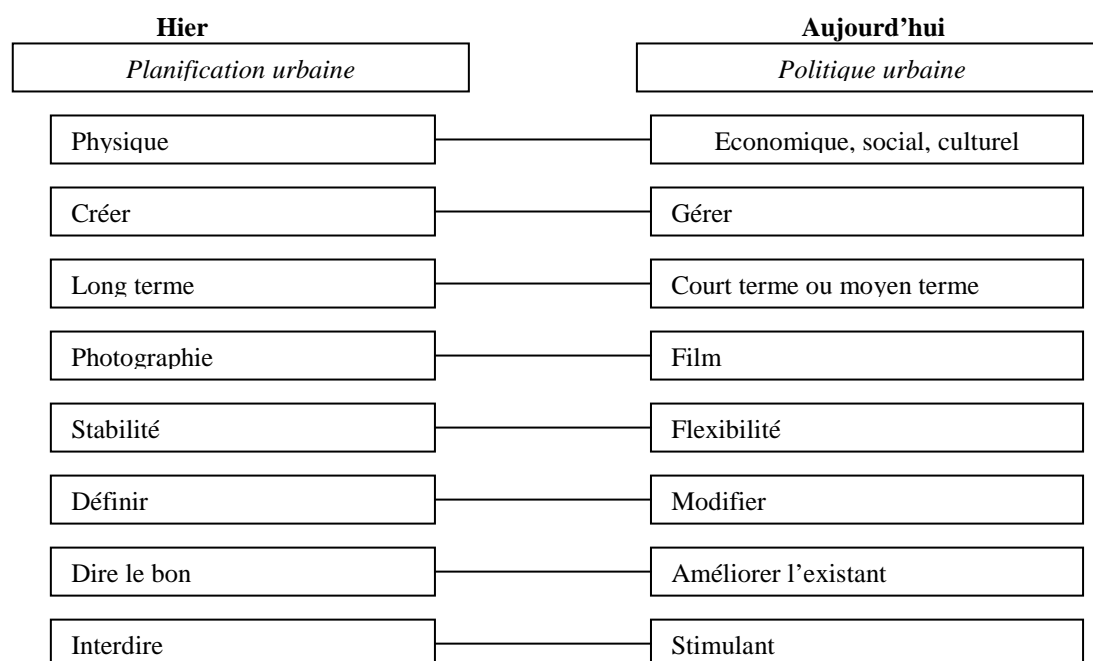 Hier Aujourd’hui
Planification urbaine Politique urbaine
Physique Economique, social, culturel
Créer Gérer
Long terme Court terme ou moyen terme
Photographie Film
Stabilité Flexibilité
Définir Modifier
Dire le bon Améliorer l’existant
Interdire Stimulant